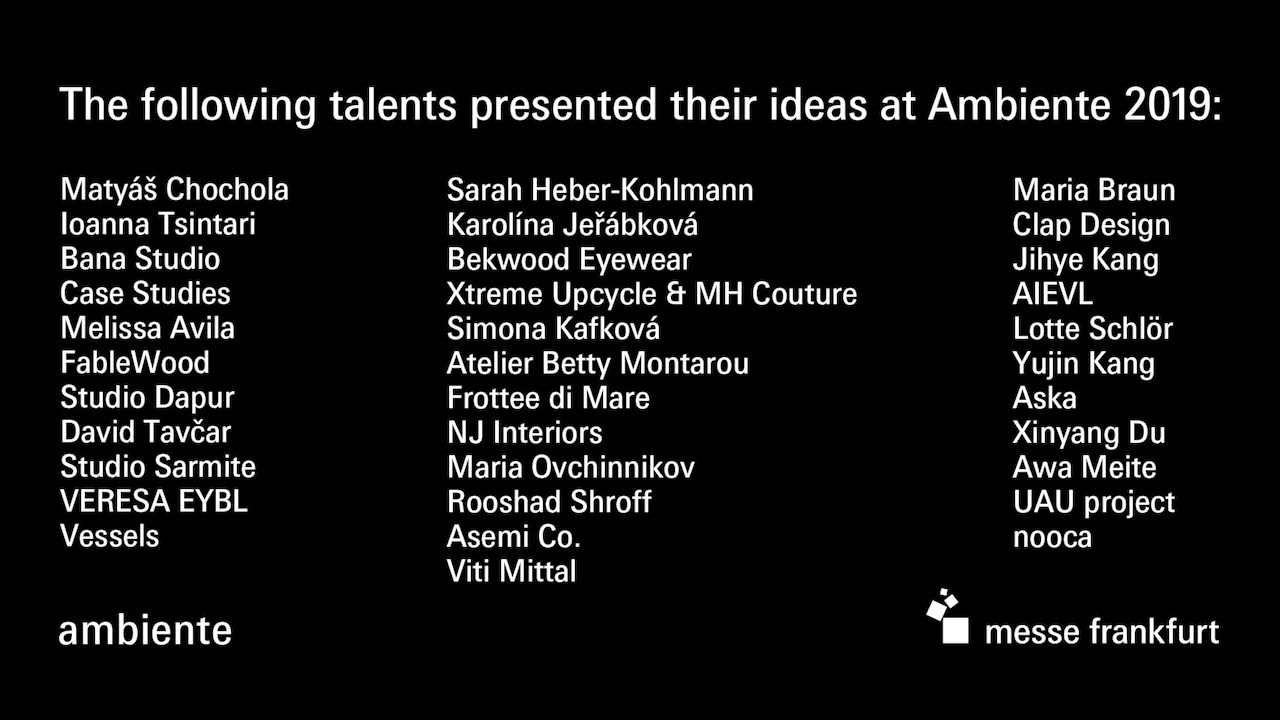 The following talents presented their ideas at Ambiente 2019:
Matyáš Chochola
Ioanna Tsintari
Bana Studio
Case Studies
Melissa Avila
FableWood
Studio Dapur
David Tavčar
Studio Sarmite
VERESA EYBL
Vessels
Sarah Heber-Kohlmann
Karolína Jeřábková
Bekwood Eyewear
Xtreme Upcycle & MH Couture
Simona Kafková
Atelier Betty Montarou
Frottee di Mare
NJ Interiors
Maria Ovchinnikov
Rooshad Shroff
Asemi Co.
Viti Mittal
Maria Braun
Clap Design
Jihye Kang
AIEVL
Lotte Schlör
Yujin Kang
Aska
Xinyang Du
Awa Meite
UAU project
nooca
ambiente
messe frankfurt